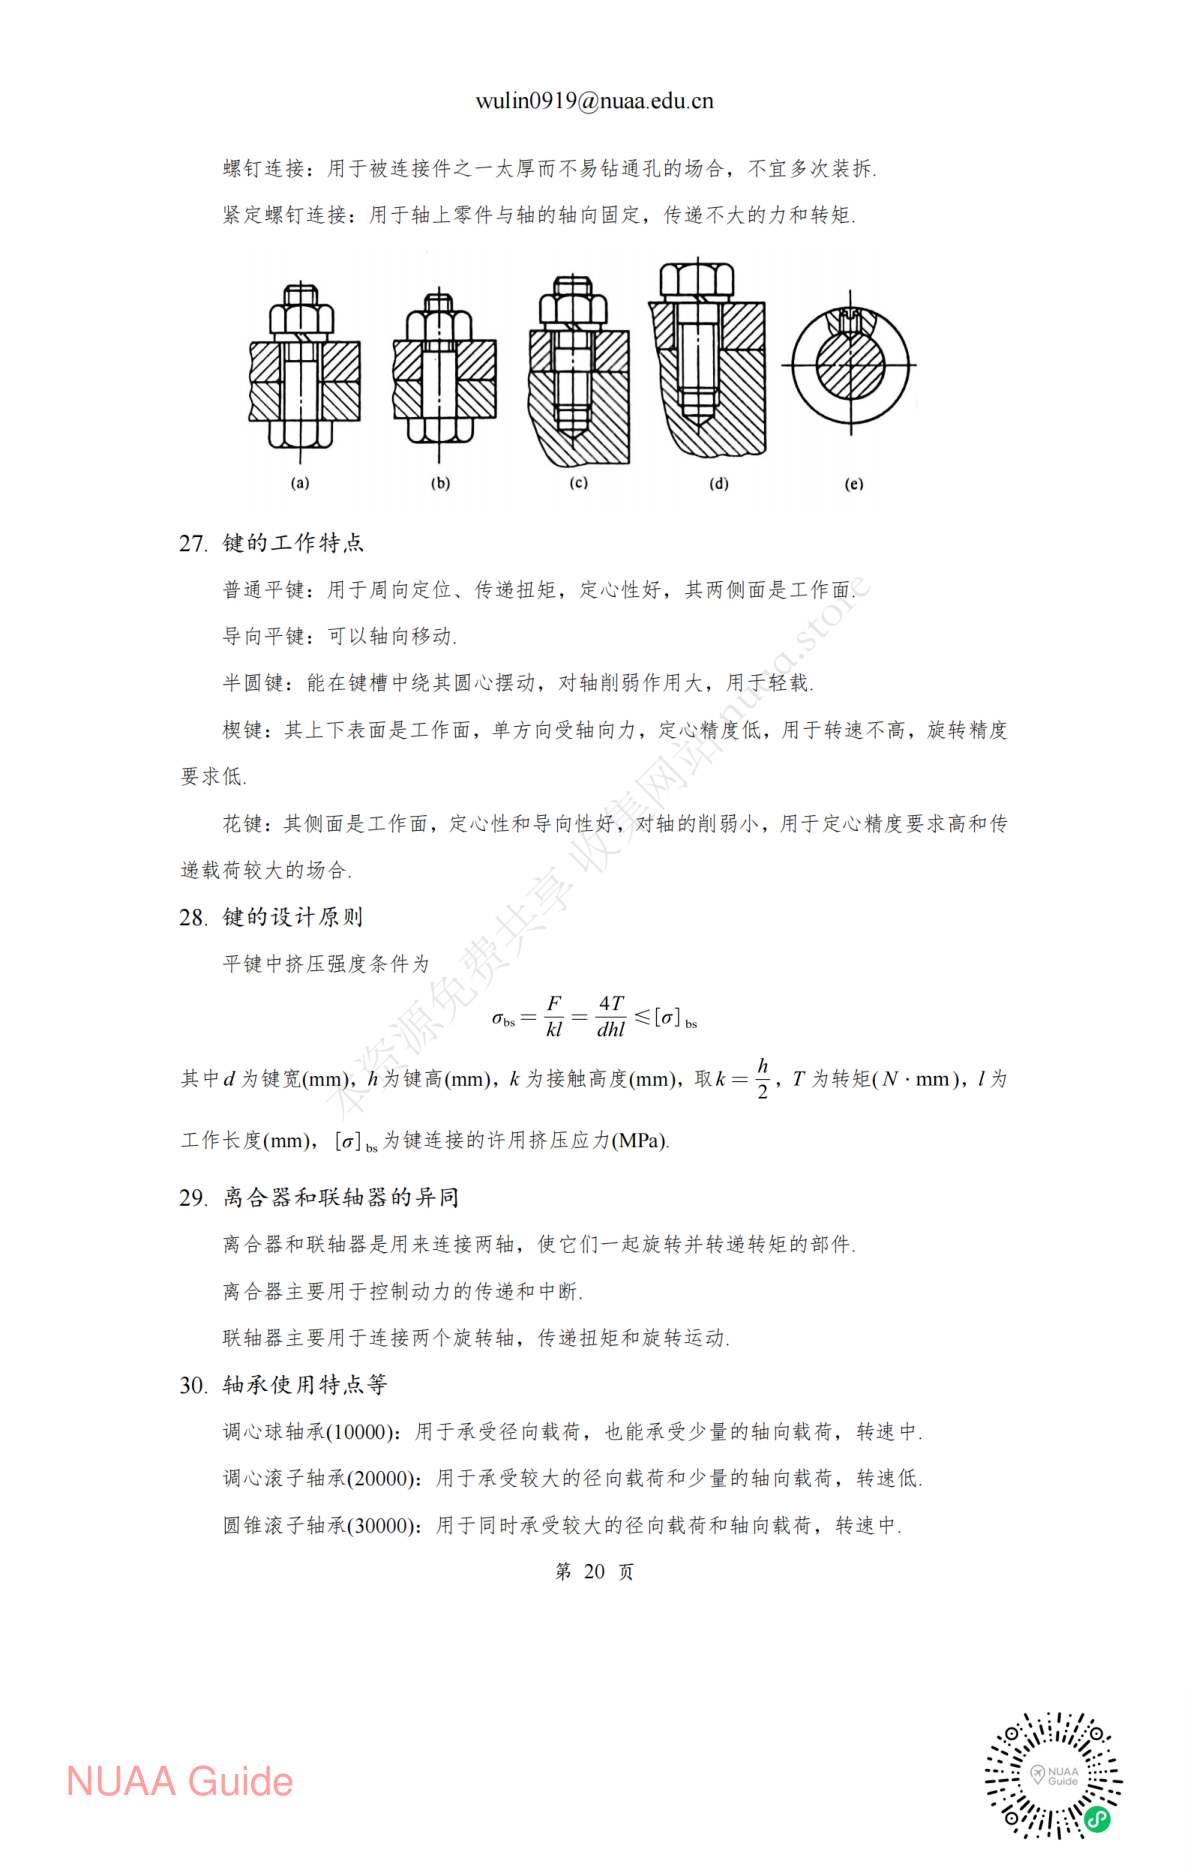 wulin0919@nuaa.edu.cn
螺钉连接：用于被连接件之一太厚而不易钻通孔的场合，不宜多次装拆.
紧定螺钉连接：用于轴上零件与轴的轴向固定，传递不大的力和转矩.
(a) (b) (c) (d) (e)
27. 键的工作特点
普通平键：用于周向定位、传递扭矩，定心性好，其两侧面是工作面.
导向平键：可以轴向移动.
半圆键：能在键槽中绕其圆心摆动，对轴削弱作用大，用于轻载.
楔键：其上下表面是工作面，单方向受轴向力，定心精度低，用于转速不高，旋转精度
要求低.
花键：其侧面是工作面，定心性和导向性好，对轴的削弱小，用于定心精度要求高和传
递载荷较大的场合.
28. 键的设计原则
平键中挤压强度条件为
σbs = F/kl = 4T/dhl ≤ [σ]bs
其中 d 为键宽(mm)，h 为键高(mm)，k 为接触高度(mm)，取 k = h/2，T 为转矩(N·mm)，l 为
工作长度(mm)，[σ]bs 为键连接的许用挤压应力(MPa).
29. 离合器和联轴器的异同
离合器和联轴器是用来连接两轴，使它们一起旋转并转递转矩的部件.
离合器主要用于控制动力的传递和中断.
联轴器主要用于连接两个旋转轴，传递扭矩和旋转运动.
30. 轴承使用特点等
调心球轴承(10000)：用于承受径向载荷，也能承受少量的轴向载荷，转速中.
调心滚子轴承(20000)：用于承受较大的径向载荷和少量的轴向载荷，转速低.
圆锥滚子轴承(30000)：用于同时承受较大的径向载荷和轴向载荷，转速中.
第 20 页
本资源免费共享 收集网站 nuaa.store
NUAA Guide
NUAA
Guide